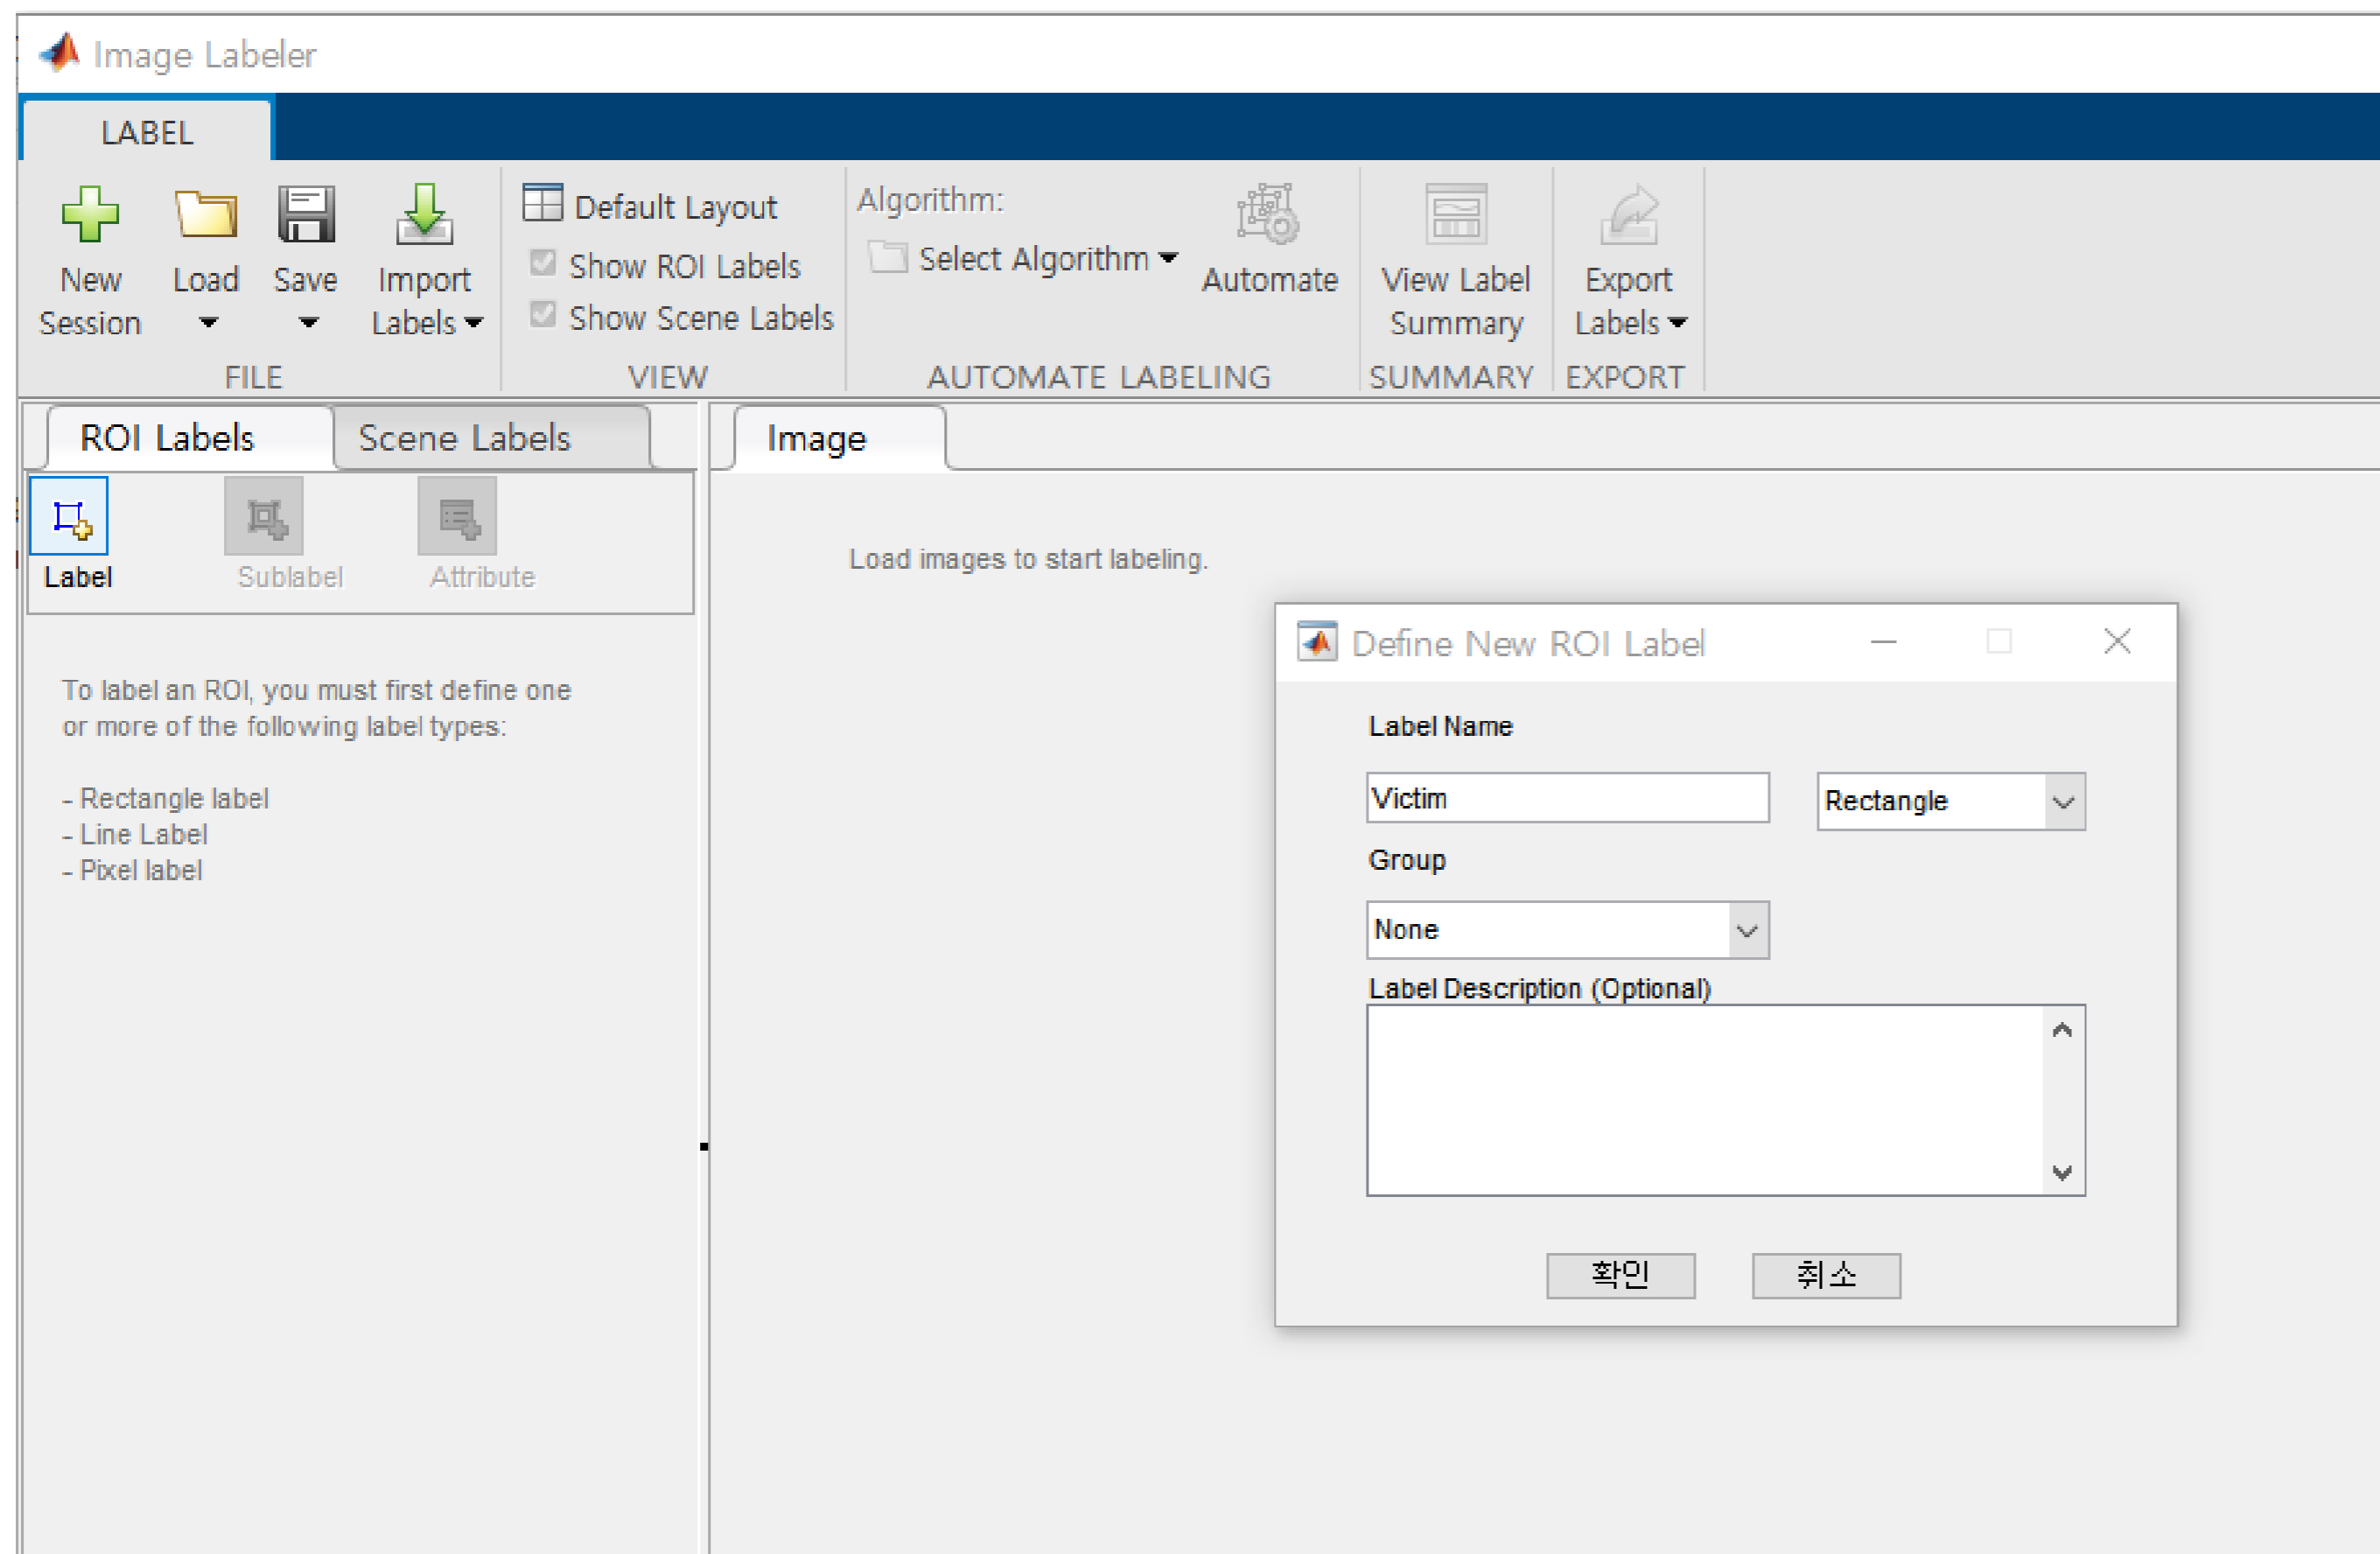 Image Labeler
LABEL
New Session
Load
Save
Import Labels
FILE
Default Layout
Show ROI Labels
Show Scene Labels
VIEW
Algorithm:
Select Algorithm
Automate
AUTOMATE LABELING
View Label Summary
SUMMARY
Export Labels
EXPORT
ROI Labels
Scene Labels
Image
Label
Sublabel
Attribute
To label an ROI, you must first define one
or more of the following label types:
- Rectangle label
- Line Label
- Pixel label
Load images to start labeling.
Define New ROI Label
Label Name
Victim
Rectangle
Group
None
Label Description (Optional)
확인
취소